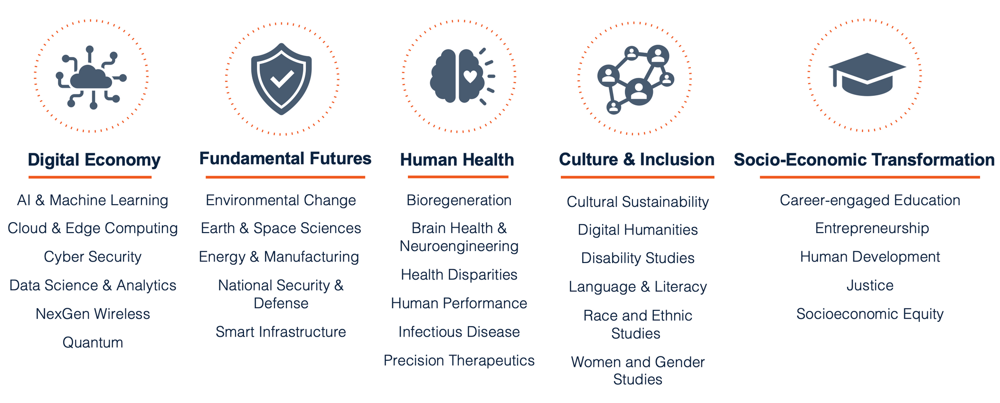 Digital Economy
AI & Machine Learning
Cloud & Edge Computing
Cyber Security
Data Science & Analytics
NexGen Wireless
Quantum
Fundamental Futures
Environmental Change
Earth & Space Sciences
Energy & Manufacturing
National Security &
Defense
Smart Infrastructure
Human Health
Bioregeneration
Brain Health &
Neuroengineering
Health Disparities
Human Performance
Infectious Disease
Precision Therapeutics
Culture & Inclusion
Cultural Sustainability
Digital Humanities
Disability Studies
Language & Literacy
Race and Ethnic
Studies
Women and Gender
Studies
Socio-Economic Transformation
Career-engaged Education
Entrepreneurship
Human Development
Justice
Socioeconomic Equity